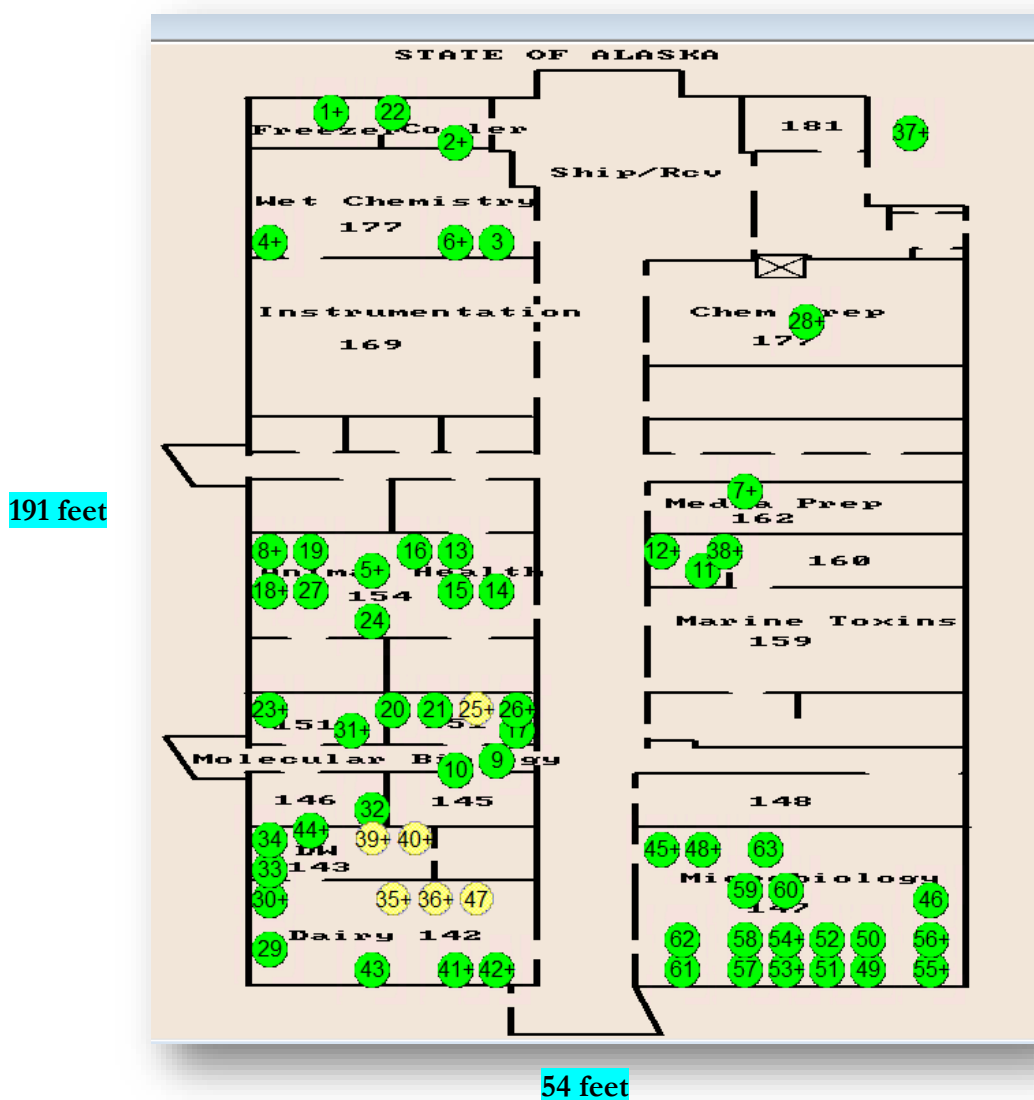 STATE OF ALASKA
1+ 22
Freezer Cooler 181 37+
2+
Ship/Rcv
Wet Chemistry
177
4+ 6+ 3
Instrumentation Chem Prep
28+
169 177
191 feet
7+
Media Prep
162
8+ 19 16 13 12+ 38+
5+ 11 160
Animal Health
18+ 27 154 15 14
24 Marine Toxins
159
23+ 20 21 25+ 26+
151 31+ 17
Molecular Biology
10 9
146 32 145 148
34 44+ 39+ 40+ 45+ 48+ 63
DW
33 143
Microbiology
30+ 35+ 36+ 47 59 60 46
147
Dairy 142 62 58 54+ 52 50 56+
29
43 41+ 42+ 61 57 53+ 51 49 55+
54 feet